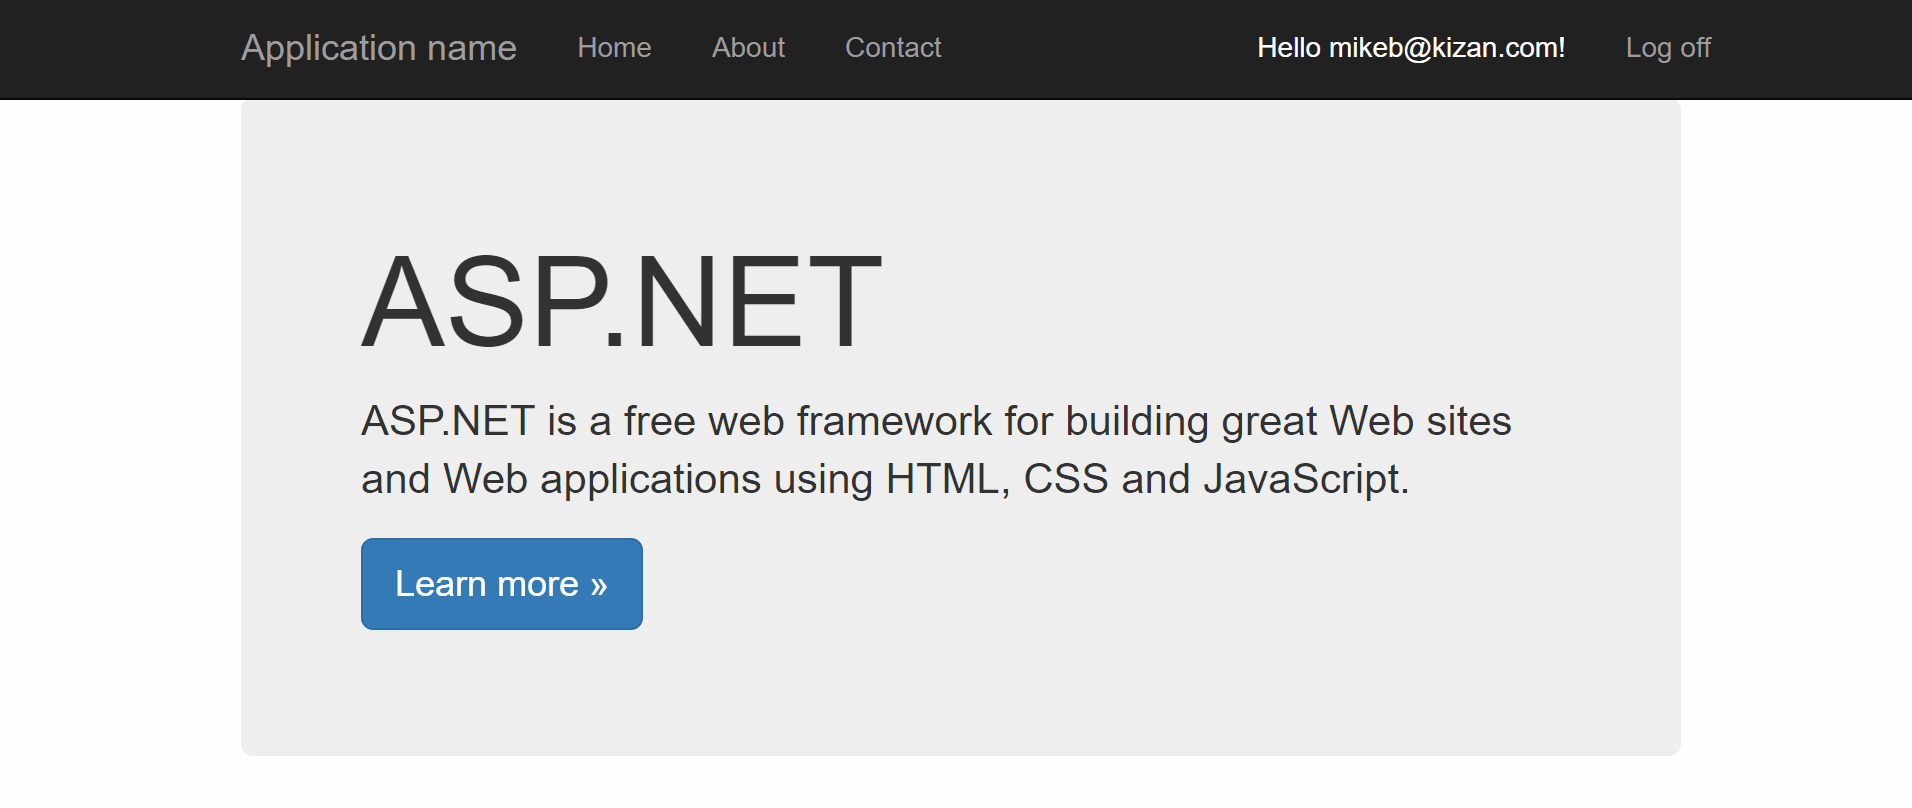 Application name Home About Contact Hello mikeb@kizan.com! Log off
ASP.NET
ASP.NET is a free web framework for building great Web sites
and Web applications using HTML, CSS and JavaScript.
Learn more »